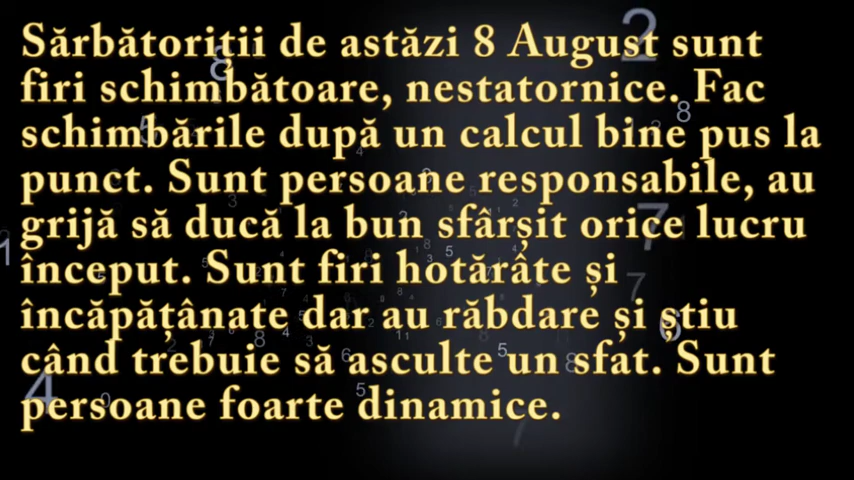 Sărbătoriții de astăzi 8 August sunt
firi schimbătoare, nestatornice. Fac
schimbările după un calcul bine pus la
punct. Sunt persoane responsabile, au
grijă să ducă la bun sfârșit orice lucru
început. Sunt firi hotărâte și
încăpățânate dar au răbdare și știu
când trebuie să asculte un sfat. Sunt
persoane foarte dinamice.